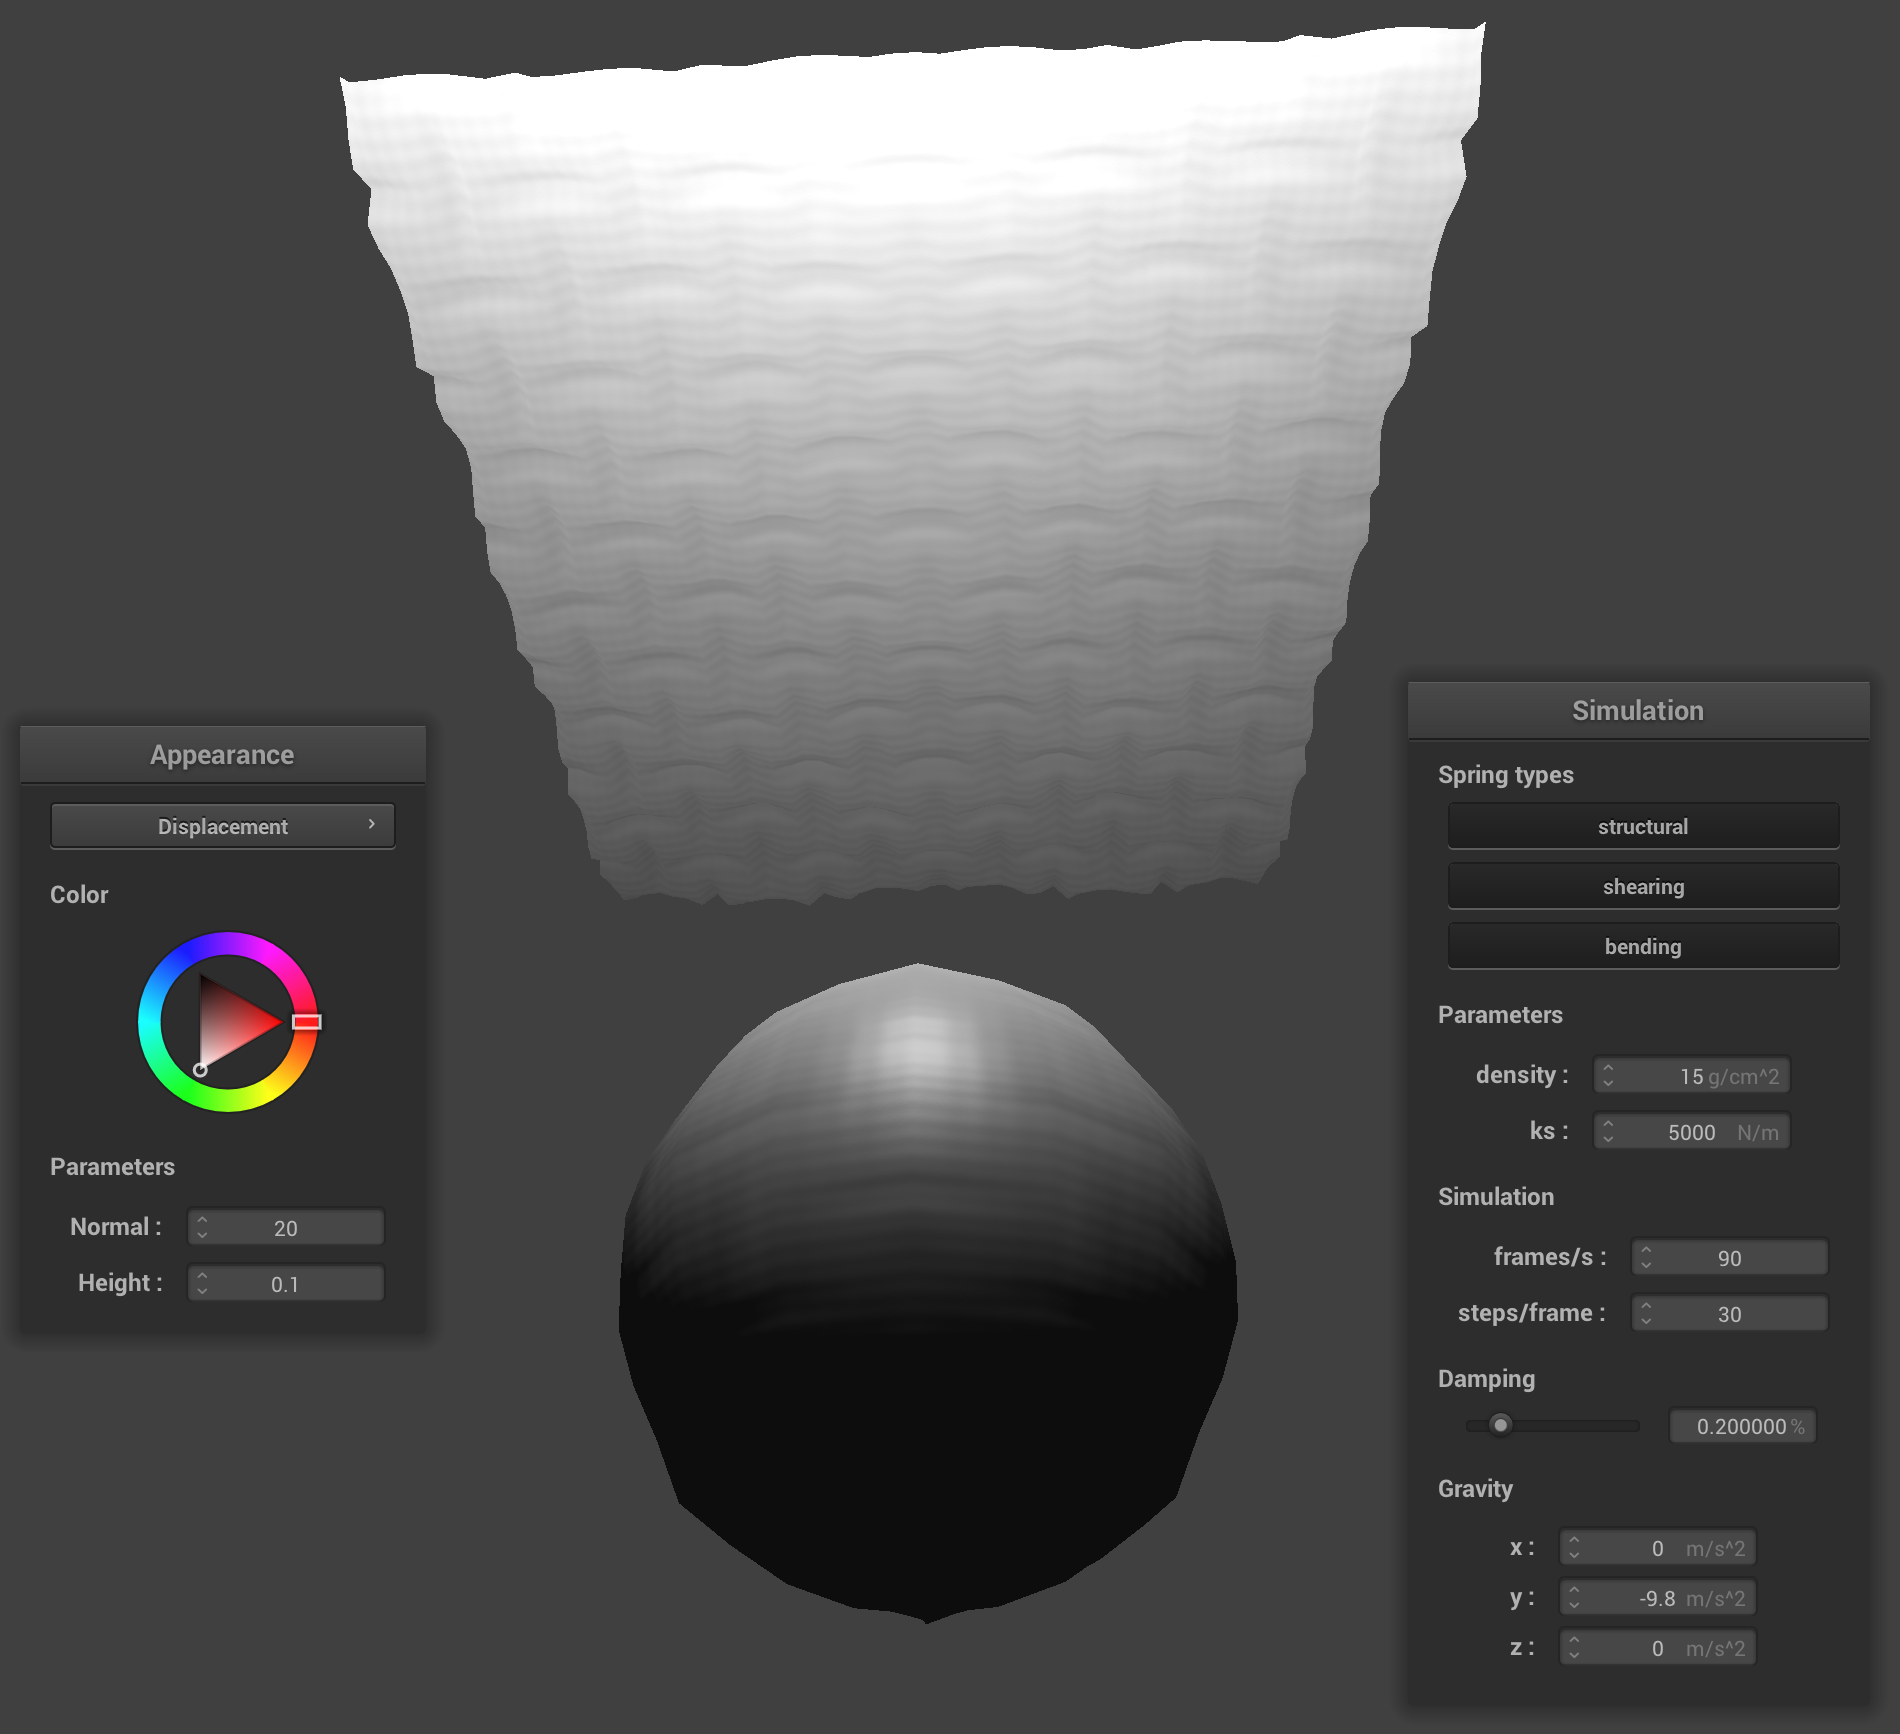 Appearance
Displacement
Color
Parameters
Normal : 20
Height : 0.1
Simulation
Spring types
structural
shearing
bending
Parameters
density : 15 g/cm^2
ks : 5000 N/m
Simulation
frames/s : 90
steps/frame : 30
Damping
0.200000 %
Gravity
x : 0 m/s^2
y : -9.8 m/s^2
z : 0 m/s^2